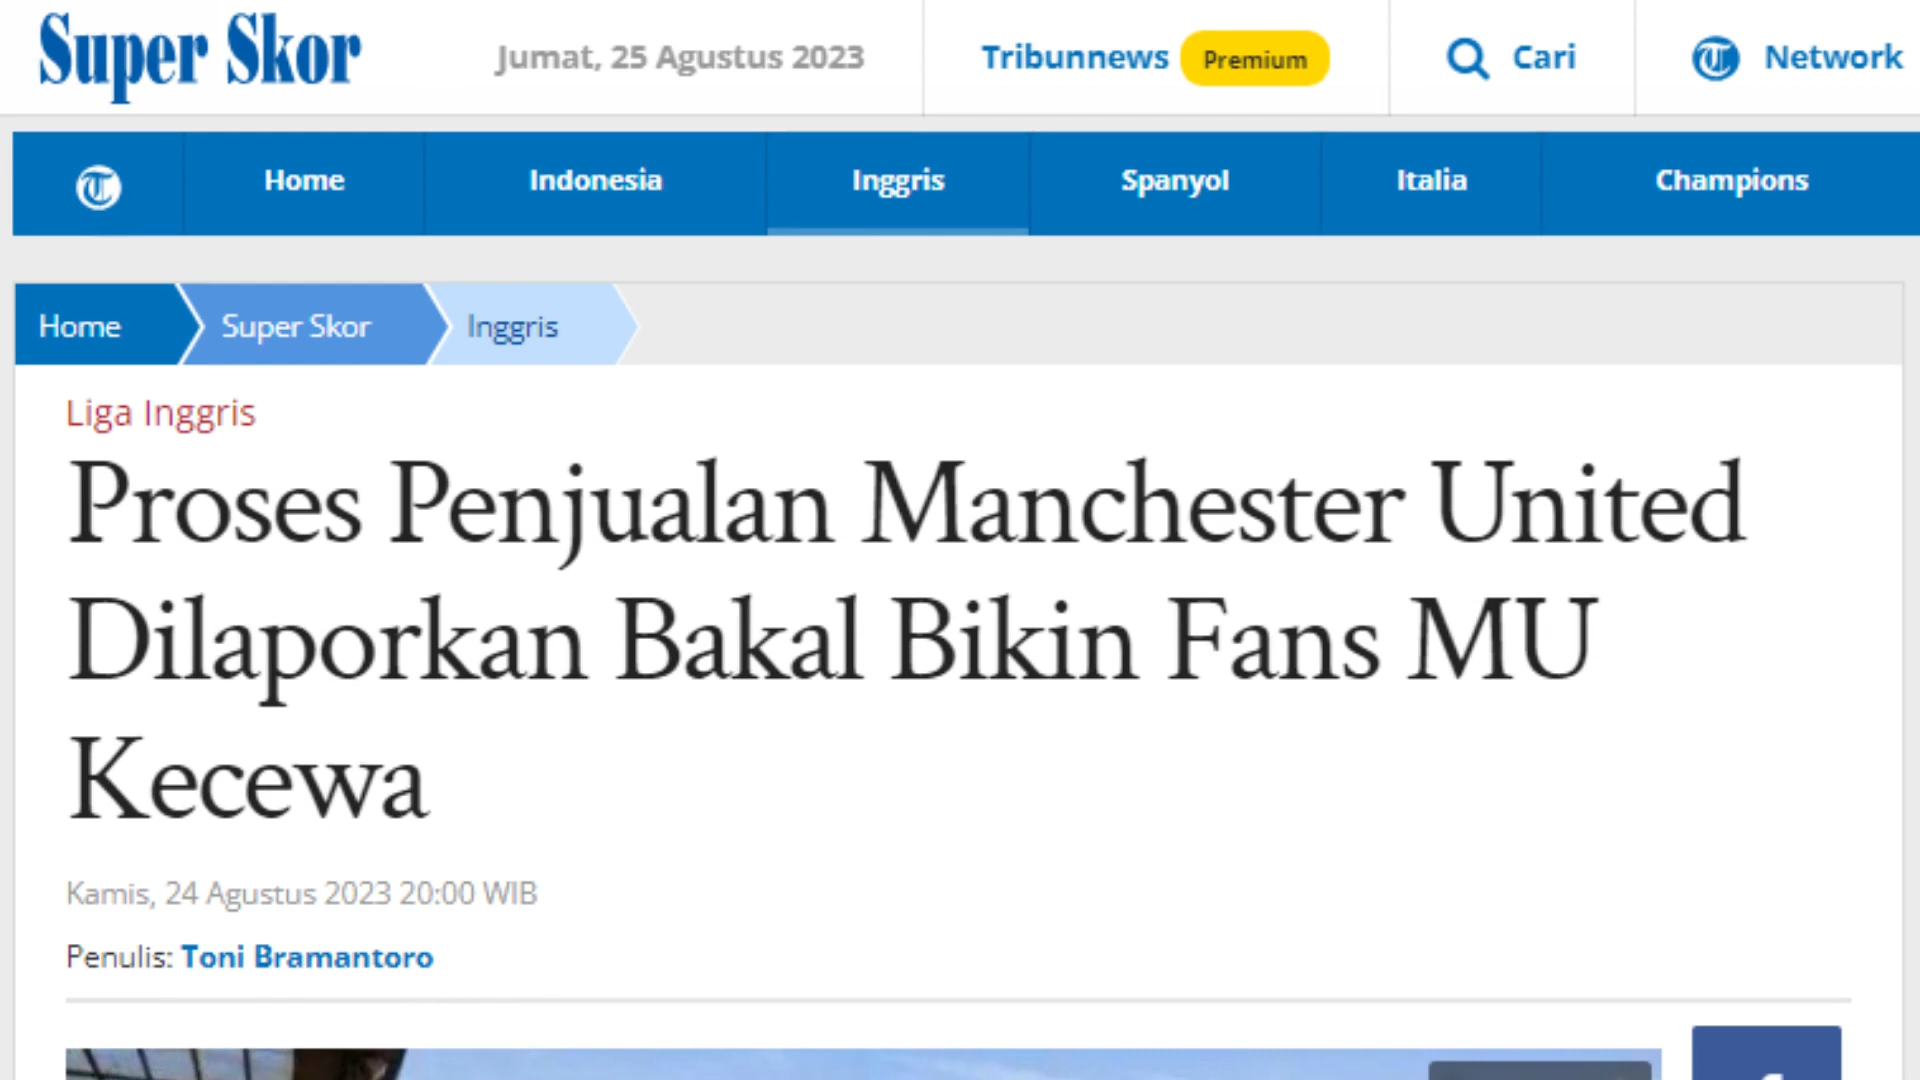 Super Skor
Jumat, 25 Agustus 2023
Tribunnews Premium
Cari
Network
Home
Indonesia
Inggris
Spanyol
Italia
Champions
Home
Super Skor
Inggris
Liga Inggris
Proses Penjualan Manchester United
Dilaporkan Bakal Bikin Fans MU
Kecewa
Kamis, 24 Agustus 2023 20:00 WIB
Penulis: Toni Bramantoro